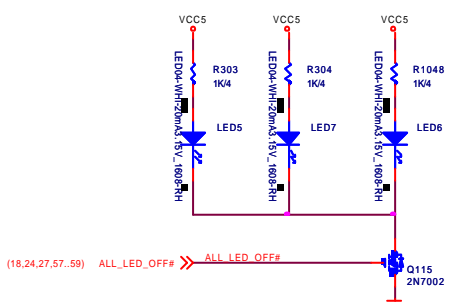 VCC5 VCC5 VCC5
R303 R304 R1048
1K/4 1K/4 1K/4
LED04-WHI-20mA3.15V_1608-RH
LED04-WHI-20mA3.15V_1608-RH
LED04-WHI-20mA3.15V_1608-RH
LED5 LED7 LED6
(18,24,27,57..59) ALL_LED_OFF# ALL_LED_OFF#
Q115
2N7002